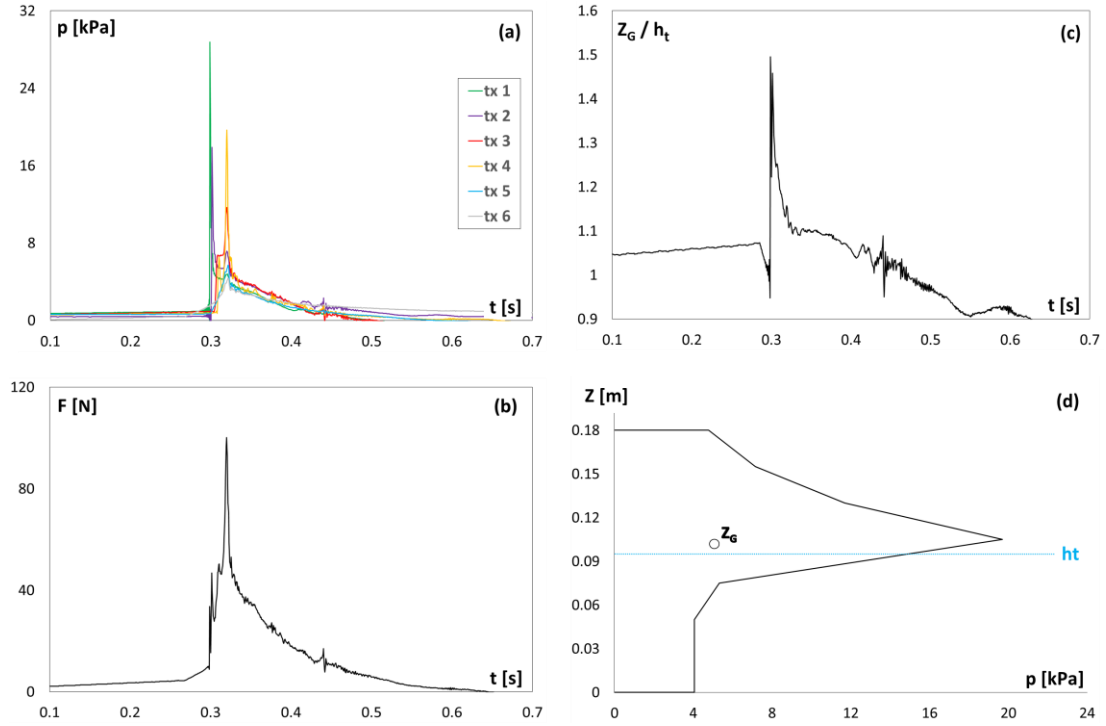 p [kPa]
(a)
32
24
16
8
0
tx 1
tx 2
tx 3
tx 4
tx 5
tx 6
t [s]
0.1 0.2 0.3 0.4 0.5 0.6 0.7
Z_G / h_t
(c)
1.6
1.5
1.4
1.3
1.2
1.1
1
0.9
t [s]
0.1 0.2 0.3 0.4 0.5 0.6 0.7
F [N]
(b)
120
80
40
0
t [s]
0.1 0.2 0.3 0.4 0.5 0.6 0.7
Z [m]
(d)
0.18
0.15
0.12
0.09
0.06
0.03
0
Z_G
ht
p [kPa]
0 4 8 12 16 20 24